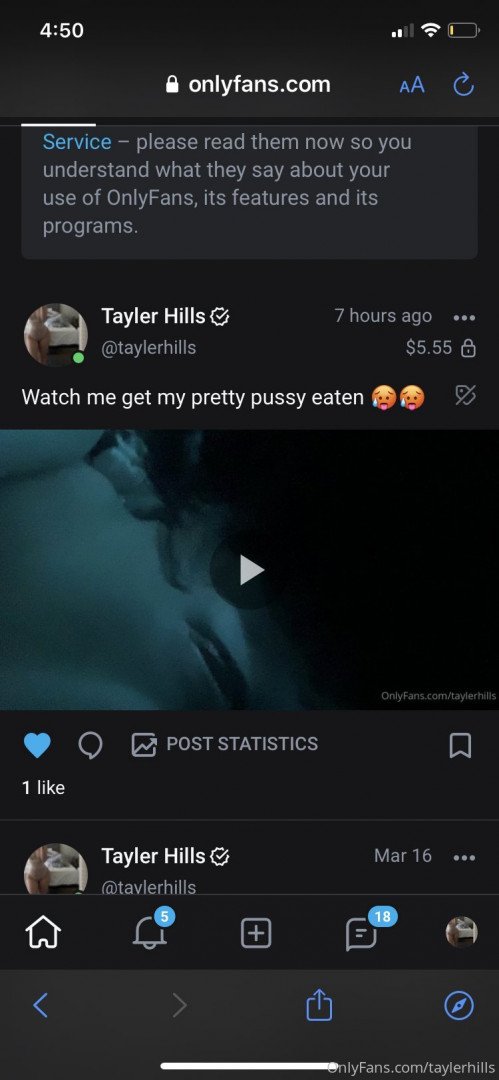 4:50
onlyfans.com
AA
Service – please read them now so you
understand what they say about your
use of OnlyFans, its features and its
programs.
Tayler Hills
7 hours ago
@taylerhills
$5.55
Watch me get my pretty pussy eaten 🥵🥵
OnlyFans.com/taylerhills
POST STATISTICS
1 like
Tayler Hills
Mar 16
@taylerhills
5
18
OnlyFans.com/taylerhills